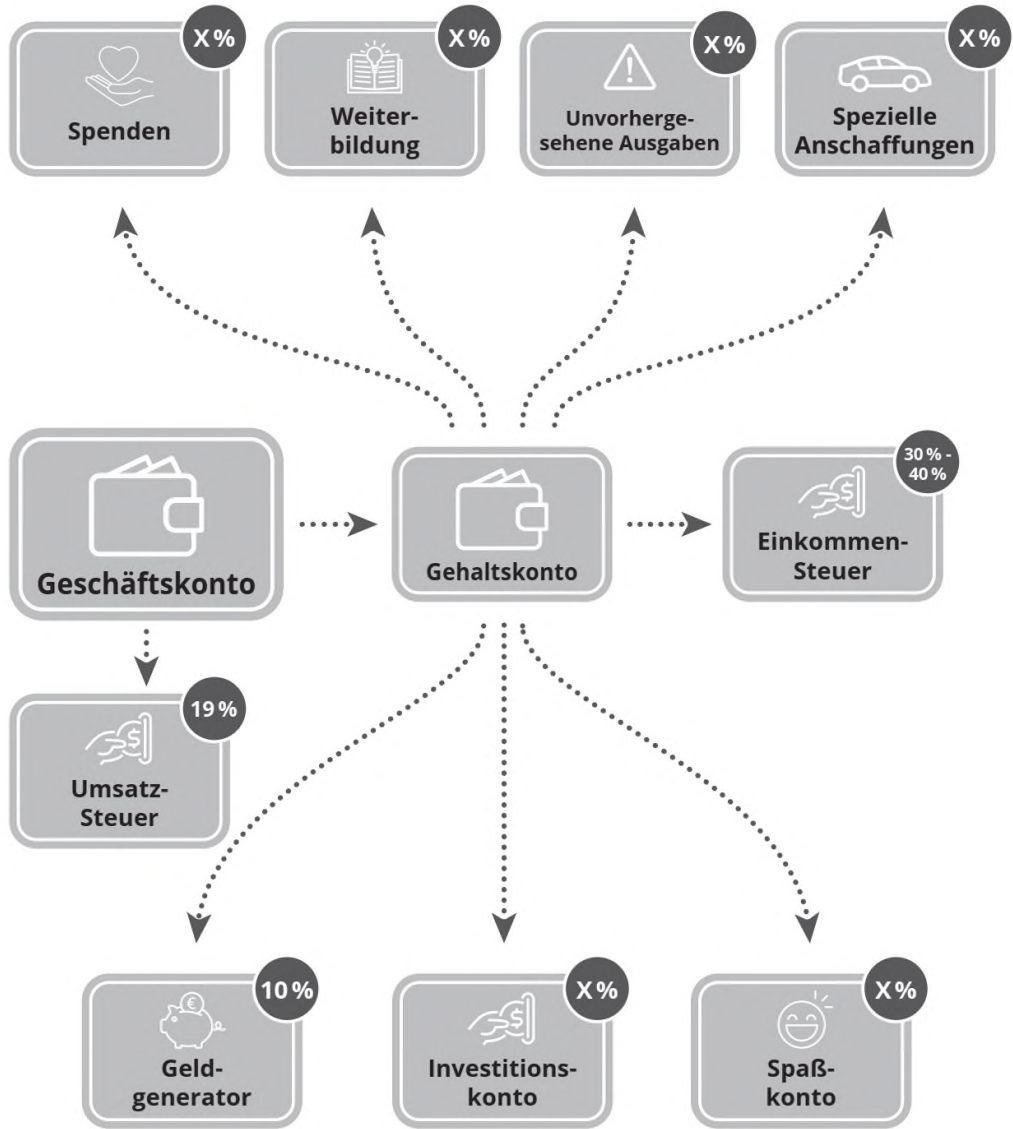 X %
X %
X %
X %
Spenden
Weiter-
bildung
Unvorherge-
sehene Ausgaben
Spezielle
Anschaffungen
Geschäftskonto
Gehaltskonto
30 % -
40 %
Einkommen-
Steuer
19 %
Umsatz-
Steuer
10 %
€
Geld-
generator
X %
$
Investitions-
konto
X %
Spaß-
konto